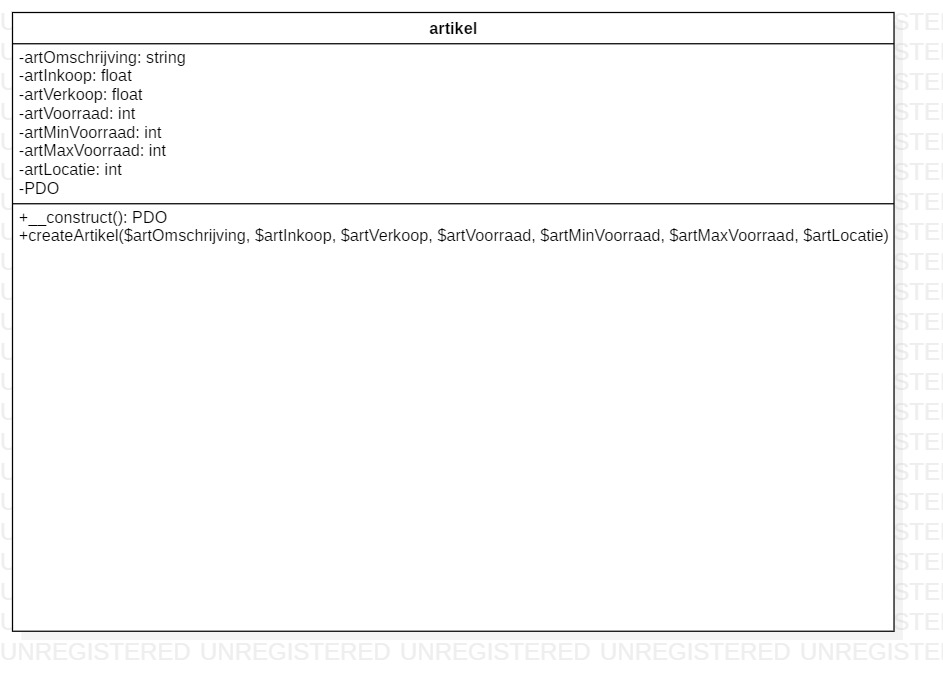 artikel
-artOmschrijving: string
-artInkoop: float
-artVerkoop: float
-artVoorraad: int
-artMinVoorraad: int
-artMaxVoorraad: int
-artLocatie: int
-PDO
+__construct(): PDO
+createArtikel($artOmschrijving, $artInkoop, $artVerkoop, $artVoorraad, $artMinVoorraad, $artMaxVoorraad, $artLocatie)
UNREGISTERED UNREGISTERED UNREGISTERED UNREGISTERED UNREGIS